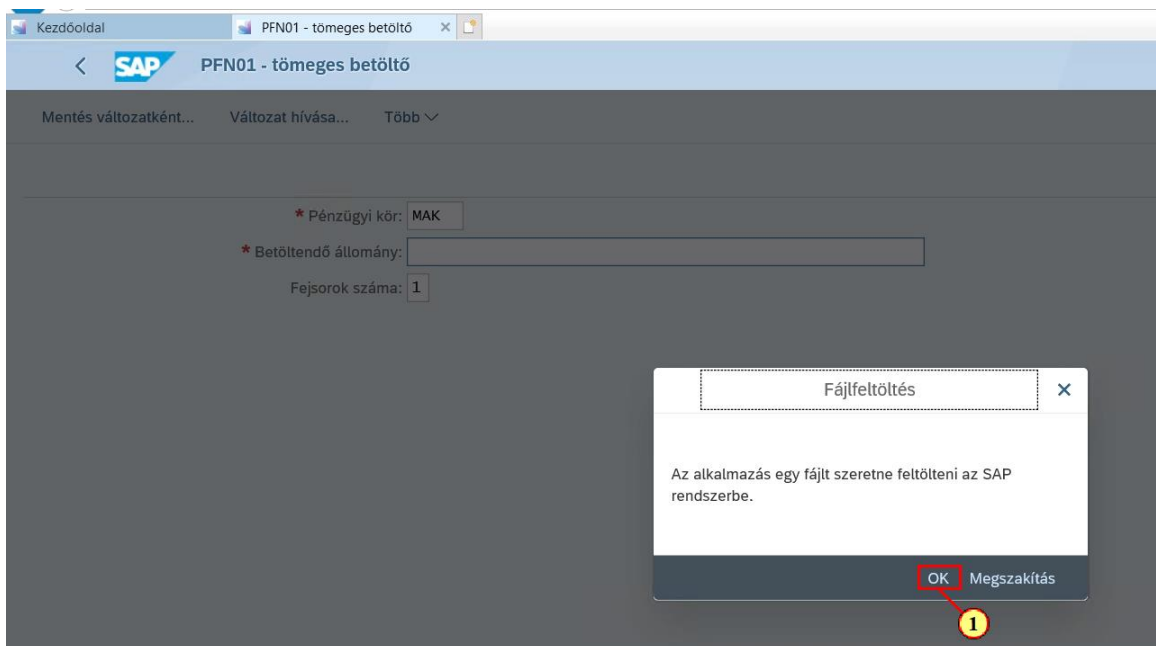 Kezdőoldal
PFN01 - tömeges betöltő
SAP PFN01 - tömeges betöltő
Mentés változatként... Változat hívása... Több
* Pénzügyi kör: MAK
* Betöltendő állomány:
Fejsorok száma: 1
Fájlfeltöltés
Az alkalmazás egy fájlt szeretne feltölteni az SAP
rendszerbe.
OK Megszakítás
1